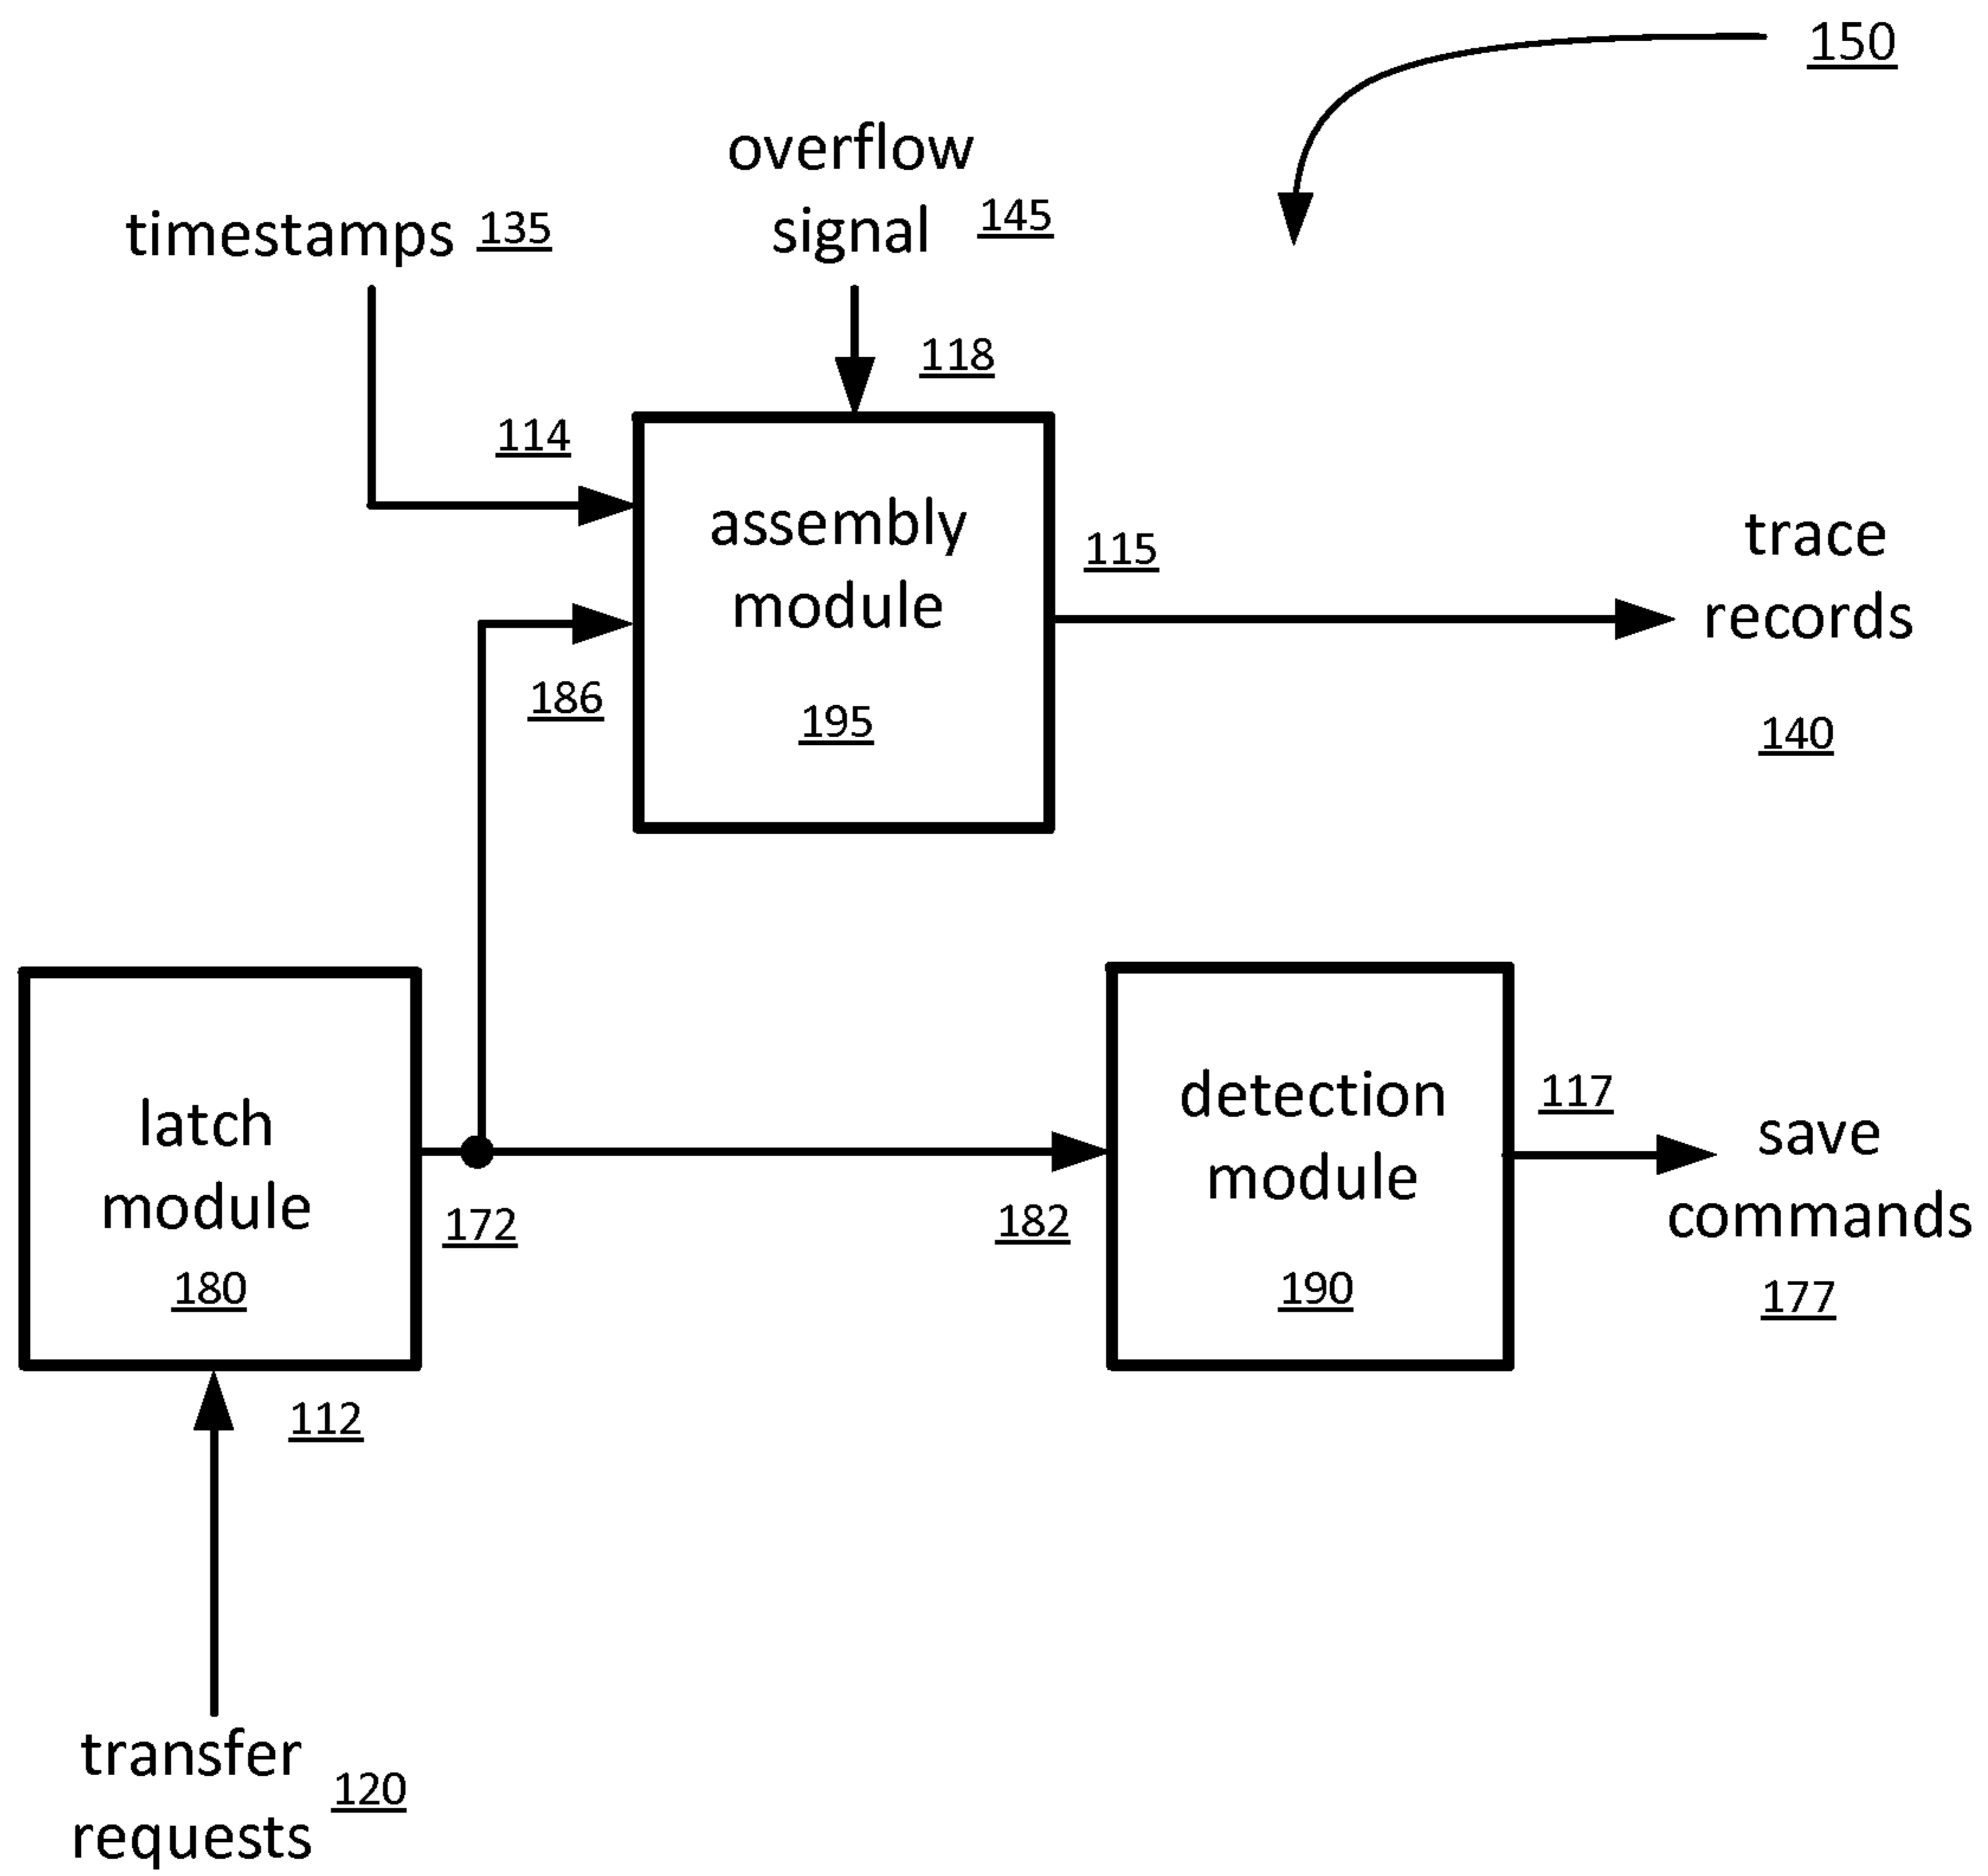 150
overflow
signal 145
timestamps 135
118
114
assembly
module
195
115
trace
records
140
186
latch
module
180
172
182
detection
module
190
117
save
commands
177
112
transfer
requests 120